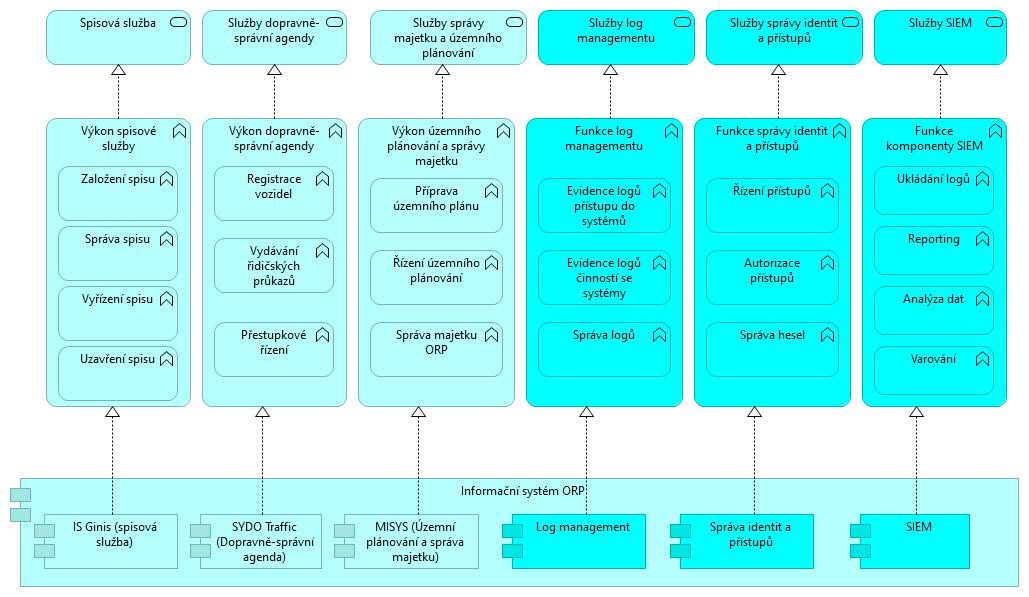 Spisová služba
Služby dopravně-
správní agendy
Služby správy
majetku a územního
plánování
Služby log
managementu
Služby správy identit
a přístupů
Služby SIEM
Výkon spisové
služby
Založení spisu
Správa spisu
Vyřízení spisu
Uzavření spisu
Výkon dopravně-
správní agendy
Registrace
vozidel
Vydávání
řidičských
průkazů
Přestupkové
řízení
Výkon územního
plánování a správy
majetku
Příprava
územního plánu
Řízení územního
plánování
Správa majetku
ORP
Funkce log
managementu
Evidence logů
přístupu do
systémů
Evidence logů
činností se
systémy
Správa logů
Funkce správy identit
a přístupů
Řízení přístupů
Autorizace
přístupů
Správa hesel
Funkce
komponenty SIEM
Ukládání logů
Reporting
Analýza dat
Varování
Informační systém ORP
IS Ginis (spisová
služba)
SYDO Traffic
(Dopravně-správní
agenda)
MISYS (Územní
plánování a správa
majetku)
Log management
Správa identit a
přístupů
SIEM